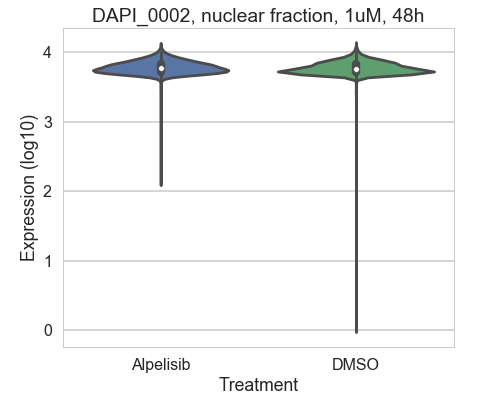 DAPI_0002, nuclear fraction, 1uM, 48h
Expression (log10)
4
3
2
1
0
Alpelisib DMSO
Treatment